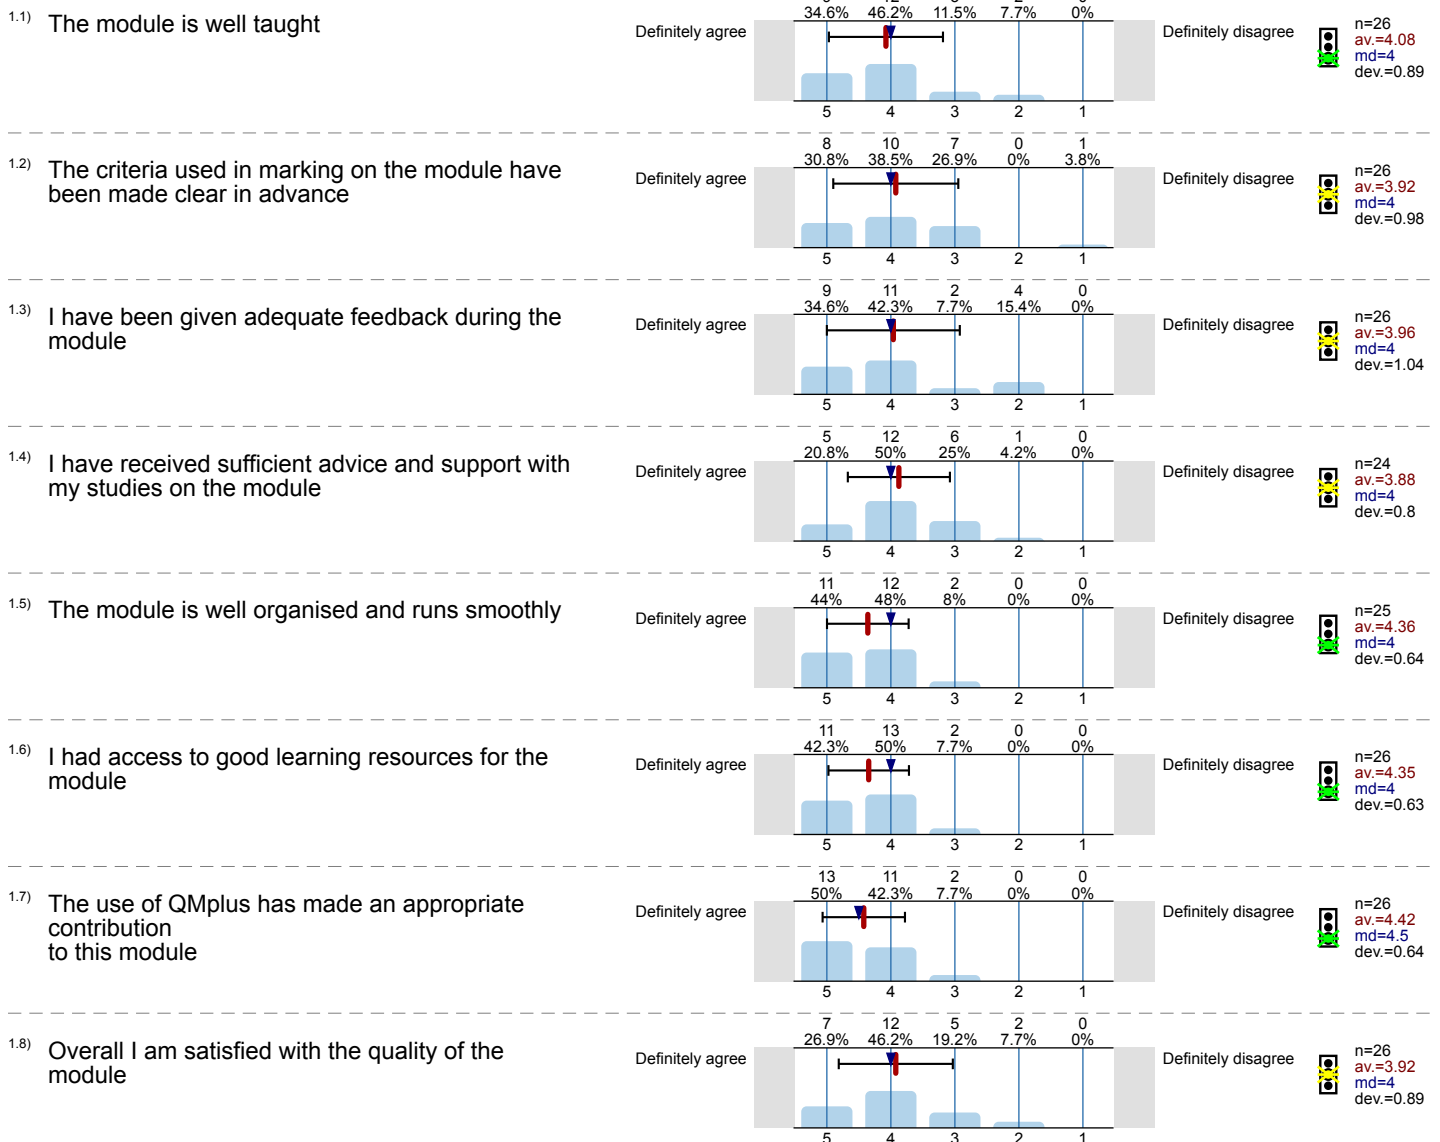 34.6% 46.2% 11.5% 7.7% 0%
1.1) The module is well taught
Definitely agree
Definitely disagree
n=26
av.=4.08
md=4
dev.=0.89
5 4 3 2 1
8 10 7 0 1
30.8% 38.5% 26.9% 0% 3.8%
1.2) The criteria used in marking on the module have
been made clear in advance
Definitely agree
Definitely disagree
n=26
av.=3.92
md=4
dev.=0.98
5 4 3 2 1
9 11 2 4 0
34.6% 42.3% 7.7% 15.4% 0%
1.3) I have been given adequate feedback during the
module
Definitely agree
Definitely disagree
n=26
av.=3.96
md=4
dev.=1.04
5 4 3 2 1
5 12 6 1 0
20.8% 50% 25% 4.2% 0%
1.4) I have received sufficient advice and support with
my studies on the module
Definitely agree
Definitely disagree
n=24
av.=3.88
md=4
dev.=0.8
5 4 3 2 1
11 12 2 0 0
44% 48% 8% 0% 0%
1.5) The module is well organised and runs smoothly
Definitely agree
Definitely disagree
n=25
av.=4.36
md=4
dev.=0.64
5 4 3 2 1
11 13 2 0 0
42.3% 50% 7.7% 0% 0%
1.6) I had access to good learning resources for the
module
Definitely agree
Definitely disagree
n=26
av.=4.35
md=4
dev.=0.63
5 4 3 2 1
13 11 2 0 0
50% 42.3% 7.7% 0% 0%
1.7) The use of QMplus has made an appropriate
contribution
to this module
Definitely agree
Definitely disagree
n=26
av.=4.42
md=4.5
dev.=0.64
5 4 3 2 1
7 12 5 2 0
26.9% 46.2% 19.2% 7.7% 0%
1.8) Overall I am satisfied with the quality of the
module
Definitely agree
Definitely disagree
n=26
av.=3.92
md=4
dev.=0.89
5 4 3 2 1